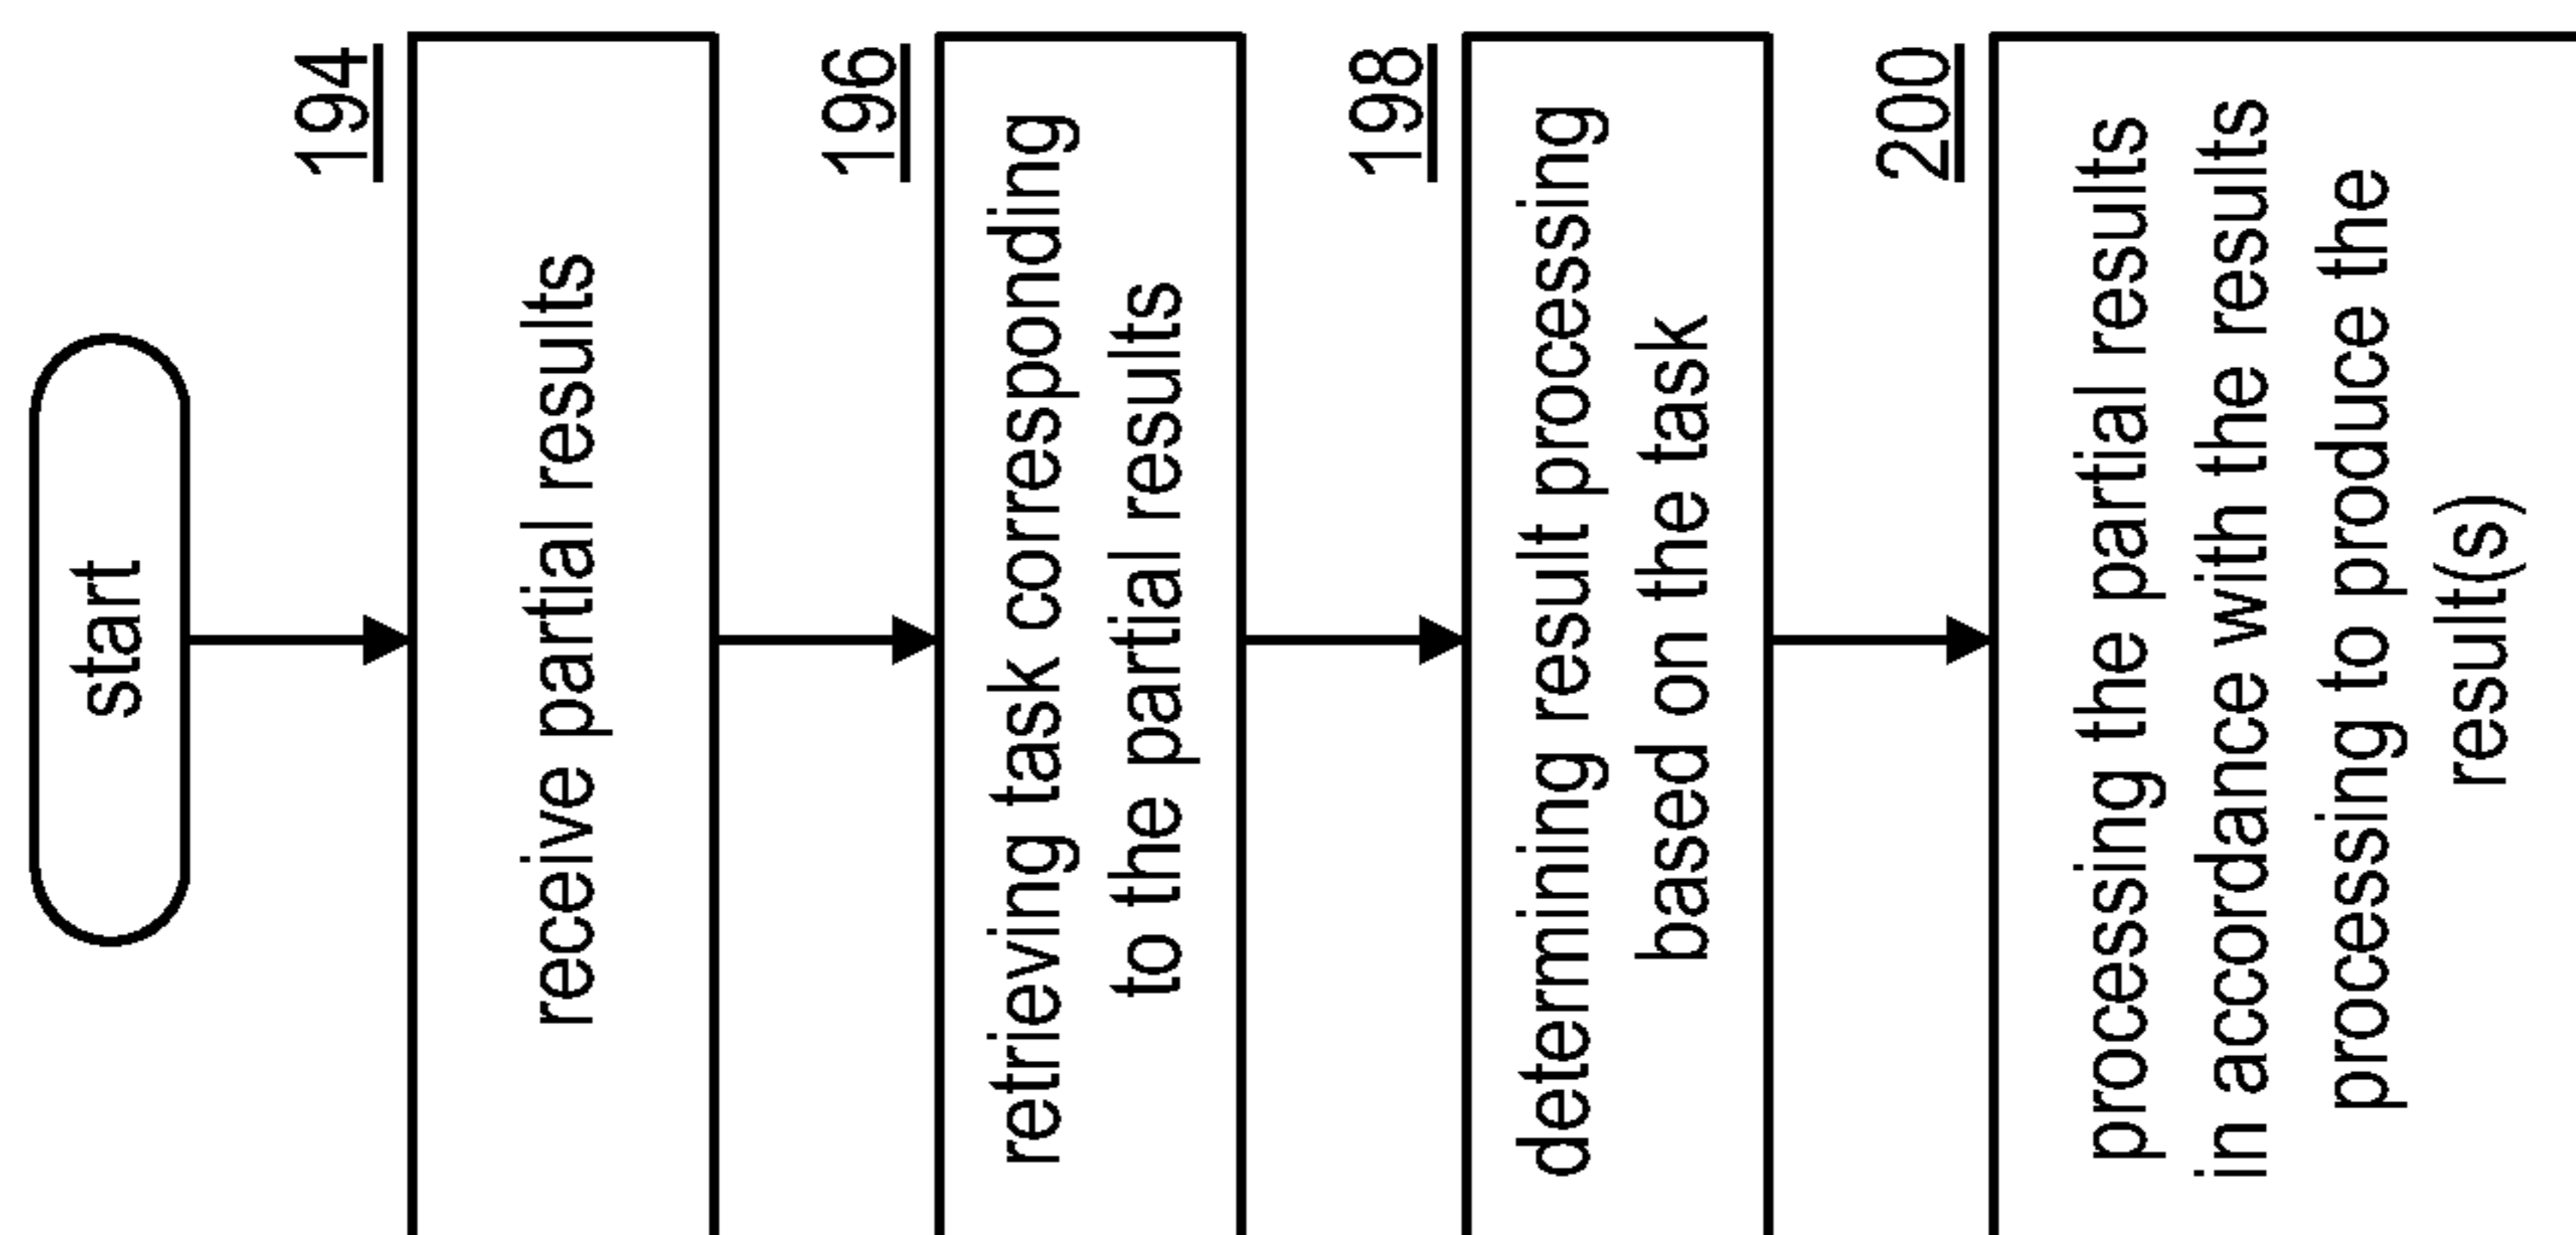 start
194
receive partial results
196
retrieving task corresponding
to the partial results
198
determining result processing
based on the task
200
processing the partial results
in accordance with the results
processing to produce the
result(s)